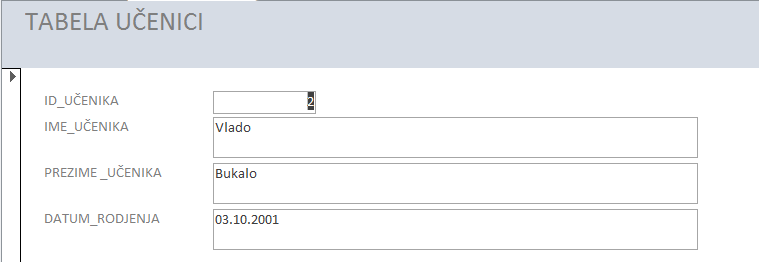 TABELA UČENICI
ID_UČENIKA 2
IME_UČENIKA Vlado
PREZIME _UČENIKA Bukalo
DATUM_RODJENJA 03.10.2001